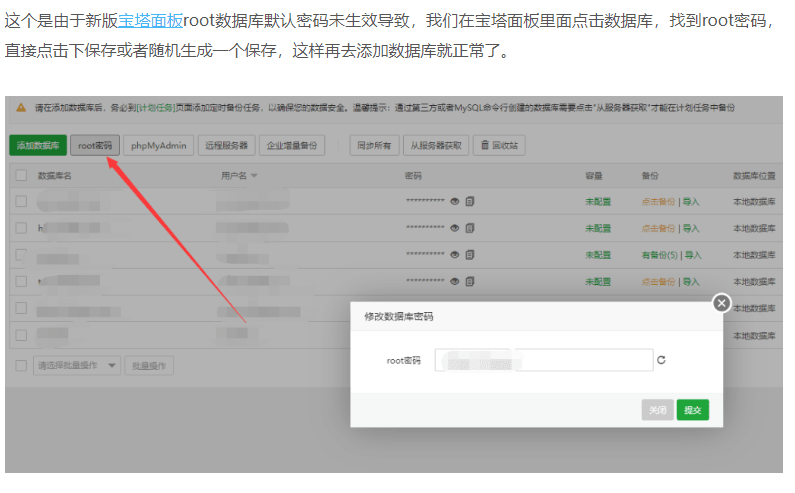 这个是由于新版宝塔面板root数据库默认密码未生效导致，我们在宝塔面板里面点击数据库，找到root密码，
直接点击下保存或者随机生成一个保存，这样再去添加数据库就正常了。
请在添加数据库后，务必到[计划任务]页面添加定时备份任务，以确保您的数据安全。温馨提示：通过第三方或者MySQL命令行创建的数据库需要点击"从服务器获取"才能在计划任务中备份
添加数据库 root密码 phpMyAdmin 远程服务器 企业增量备份 同步所有 从服务器获取 回收站
数据库名 用户名 密码 容量 备份 数据库位置
********** 未配置 点击备份 | 导入 本地数据库
********** 未配置 点击备份 | 导入 本地数据库
********** 未配置 有备份(5) | 导入 本地数据库
********** 未配置 点击备份 | 导入 本地数据库
本地数据库
本地数据库
修改数据库密码
root密码
请选择批量操作 批量操作
关闭 提交